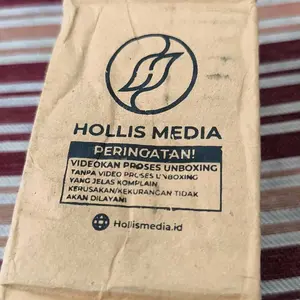 HOLLIS MEDIA
PERINGATAN!
VIDEOKAN PROSES UNBOXING
TANPA VIDEO PROSES UNBOXING
YANG JELAS KOMPLAIN
KERUSAKAN/KEKURANGAN TIDAK
AKAN DILAYANI
Hollismedia.id